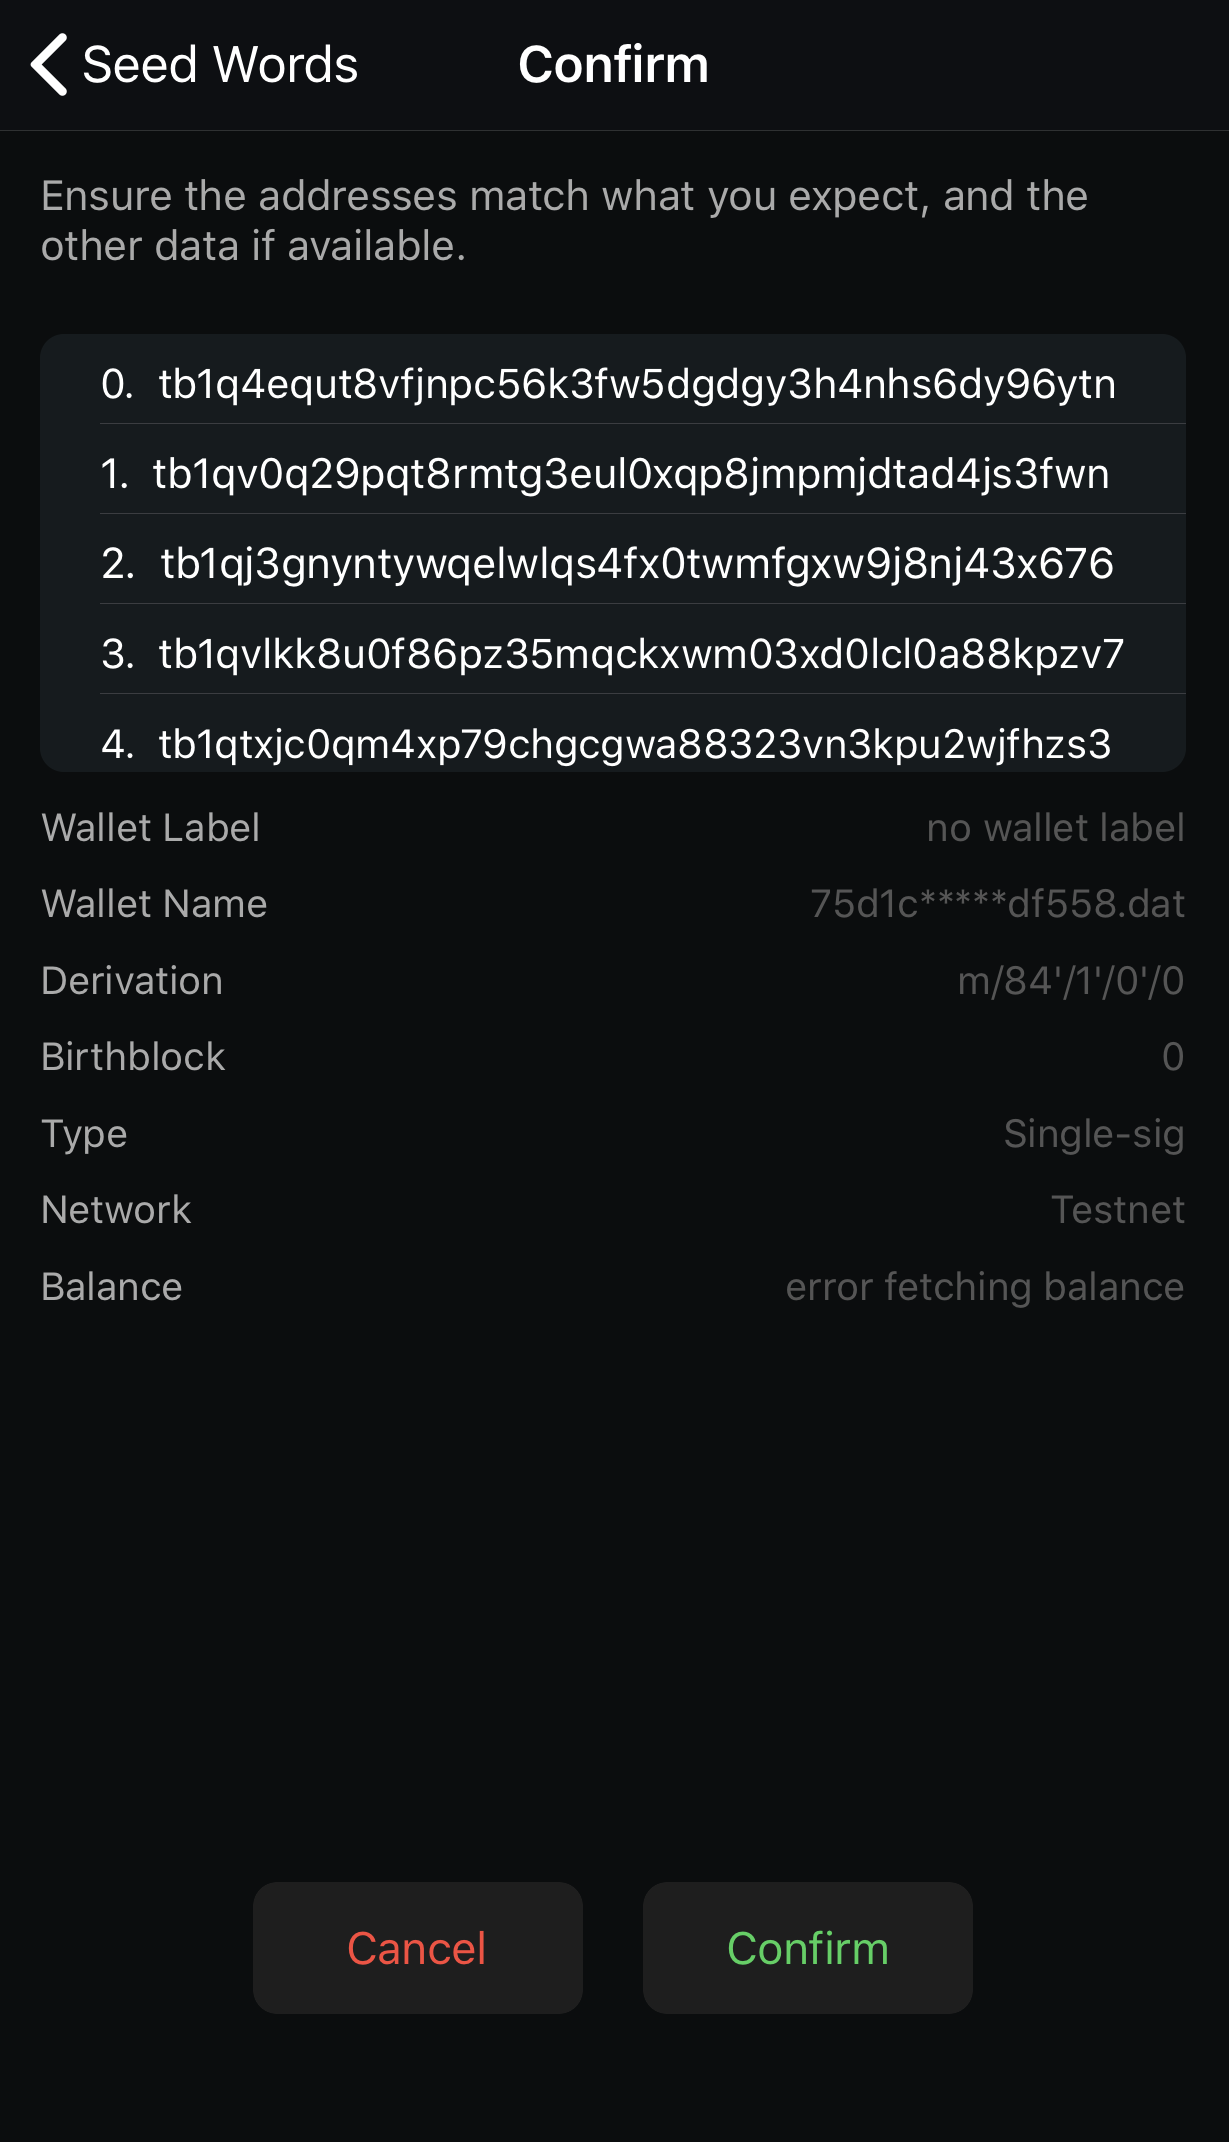 Seed Words
Confirm
Ensure the addresses match what you expect, and the
other data if available.
0. tb1q4equt8vfjnpc56k3fw5dgdgy3h4nhs6dy96ytn
1. tb1qv0q29pqt8rmtg3eul0xqp8jmpmjdtad4js3fwn
2. tb1qj3gnyntywqelwlqs4fx0twmfgxw9j8nj43x676
3. tb1qvlkk8u0f86pz35mqckxwm03xd0lcl0a88kpzv7
4. tb1qtxjc0qm4xp79chgcgwa88323vn3kpu2wjfhzs3
Wallet Label no wallet label
Wallet Name 75d1c*****df558.dat
Derivation m/84'/1'/0'/0
Birthblock 0
Type Single-sig
Network Testnet
Balance error fetching balance
Cancel Confirm